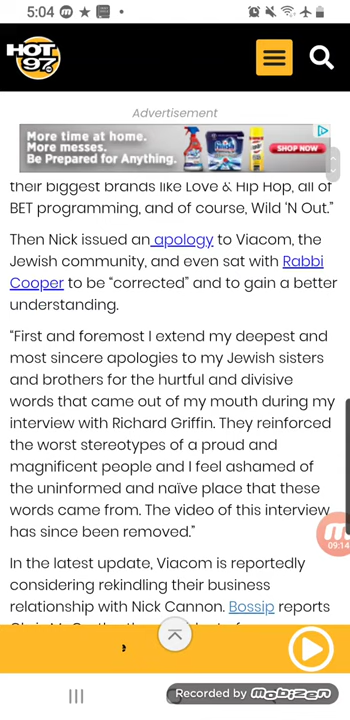 5:04
HOT
97
Advertisement
More time at home.
More messes.
Be Prepared for Anything.
SHOP NOW
their biggest brands like Love & Hip Hop, all of
BET programming, and of course, Wild ‘N Out.”
Then Nick issued an apology to Viacom, the
Jewish community, and even sat with Rabbi
Cooper to be “corrected” and to gain a better
understanding.
“First and foremost I extend my deepest and
most sincere apologies to my Jewish sisters
and brothers for the hurtful and divisive
words that came out of my mouth during my
interview with Richard Griffin. They reinforced
the worst stereotypes of a proud and
magnificent people and I feel ashamed of
the uninformed and naïve place that these
words came from. The video of this interview
has since been removed.”
m
09:14
In the latest update, Viacom is reportedly
considering rekindling their business
relationship with Nick Cannon. Bossip reports
Recorded by mobizen